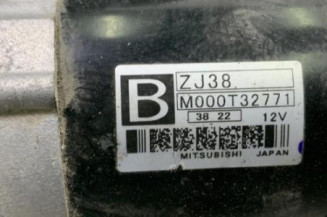 B
ZJ38
M000T32771
38 22 12V
MITSUBISHI JAPAN